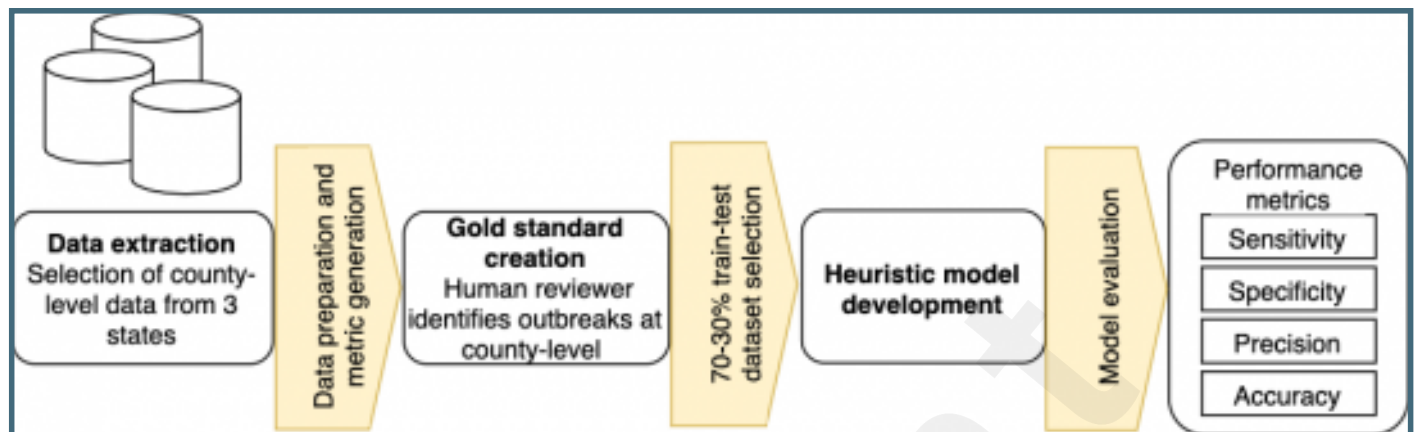 Data extraction
Selection of county-
level data from 3
states
Data preparation and
metric generation
Gold standard
creation
Human reviewer
identifies outbreaks at
county-level
70-30% train-test
dataset selection
Heuristic model
development
Model evaluation
Performance
metrics
Sensitivity
Specificity
Precision
Accuracy